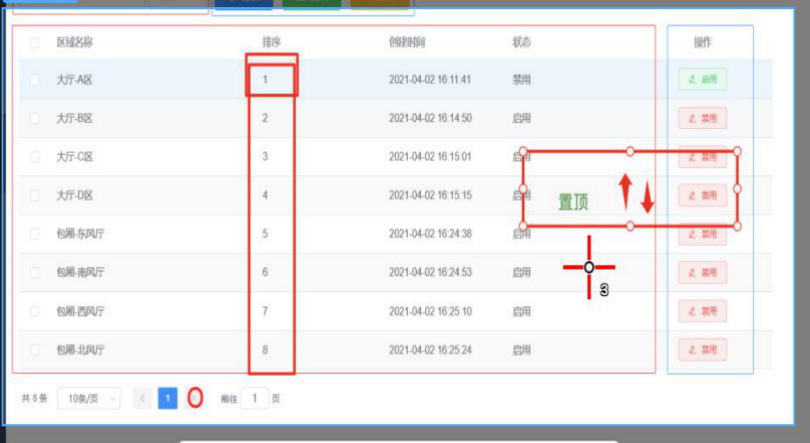 区域名称 排序 创建时间 状态 操作
大厅-A区 1 2021-04-02 16:11:41 禁用 启用
大厅-B区 2 2021-04-02 16:14:50 启用 禁用
大厅-C区 3 2021-04-02 16:15:01 启用 禁用
大厅-D区 4 2021-04-02 16:15:15 启用 禁用
置顶
包厢-东风厅 5 2021-04-02 16:24:38 启用 禁用
包厢-南风厅 6 2021-04-02 16:24:53 启用 禁用
3
包厢-西风厅 7 2021-04-02 16:25:10 启用 禁用
包厢-北风厅 8 2021-04-02 16:25:24 启用 禁用
共 8 条 10条/页 1 前往 1 页